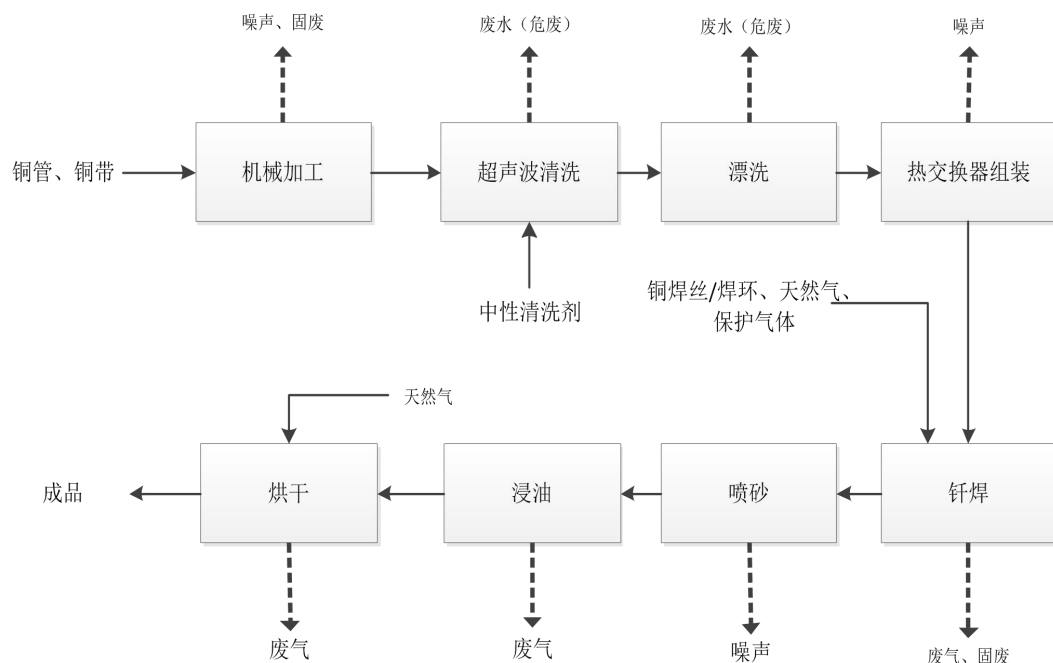 噪声、固废
废水（危废）
废水（危废）
噪声
铜管、铜带
机械加工
超声波清洗
漂洗
热交换器组装
中性清洗剂
铜焊丝/焊环、天然气、
保护气体
天然气
成品
烘干
浸油
喷砂
钎焊
废气
废气
噪声
废气、固废